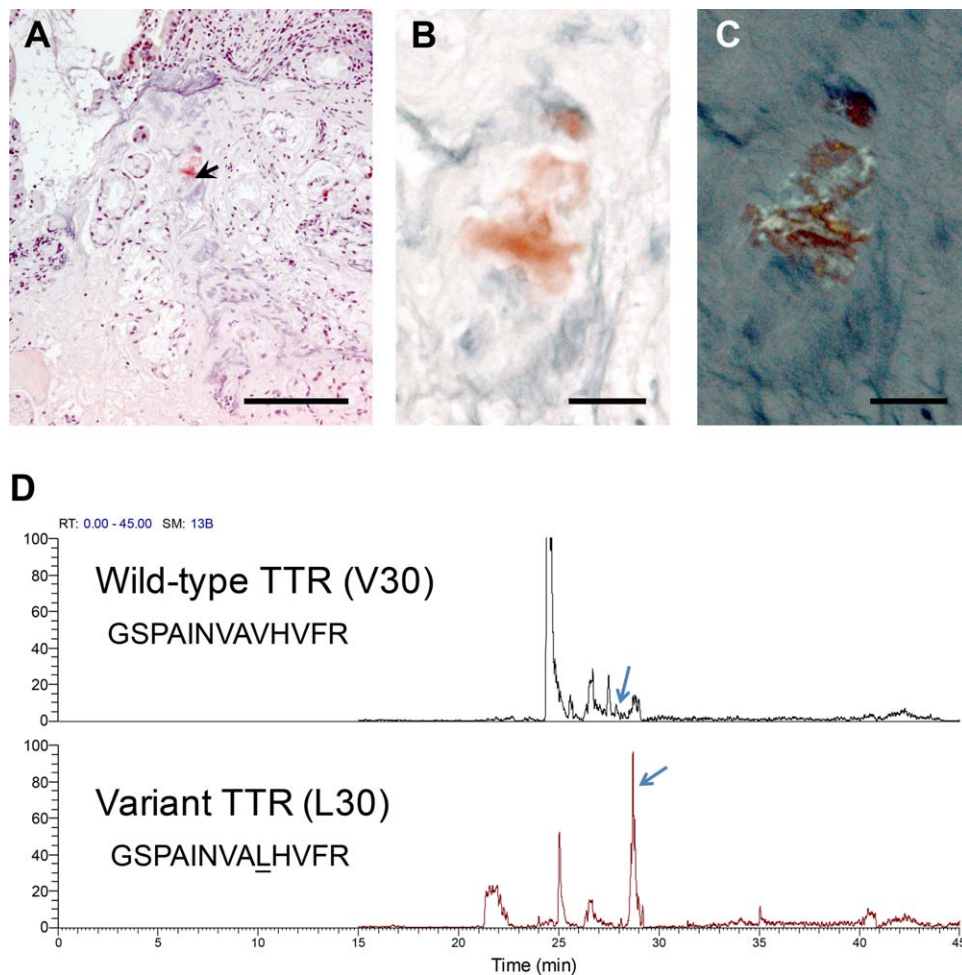 A
B
C
D
RT: 0.00 - 45.00 SM: 13B
100
80
60
40
20
0
Wild-type TTR (V30)
GSPAINVAVHVFR
100
80
60
40
20
0
Variant TTR (L30)
GSPAINVALHVFR
0 5 10 15 20 25 30 35 40 45
Time (min)